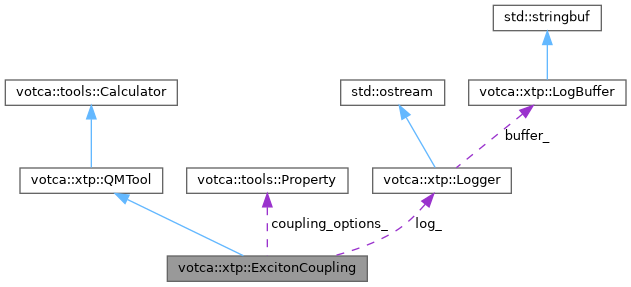 std::stringbuf
votca::tools::Calculator
std::ostream
votca::xtp::LogBuffer
buffer_
votca::xtp::QMTool
votca::tools::Property
votca::xtp::Logger
coupling_options_
log_
votca::xtp::ExcitonCoupling